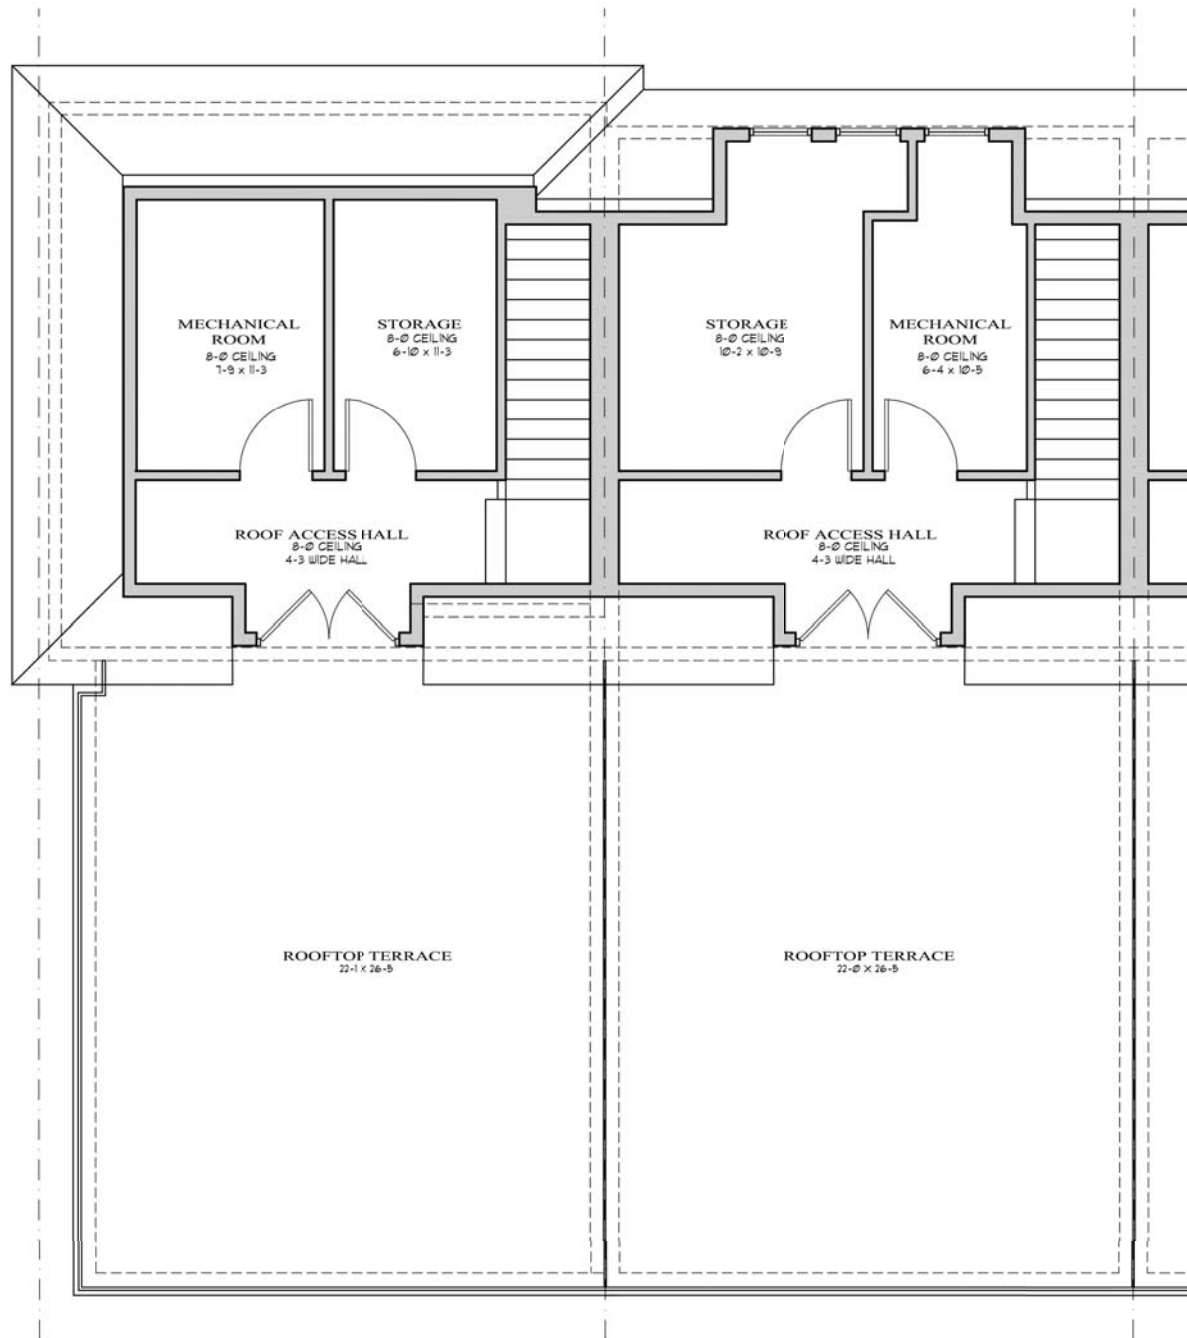 MECHANICAL
ROOM
8-0 CEILING
7-9 x 11-3
STORAGE
8-0 CEILING
6-10 x 11-3
STORAGE
8-0 CEILING
10-2 x 10-9
MECHANICAL
ROOM
8-0 CEILING
6-4 x 10-5
ROOF ACCESS HALL
8-0 CEILING
4-3 WIDE HALL
ROOF ACCESS HALL
8-0 CEILING
4-3 WIDE HALL
ROOFTOP TERRACE
22-1 x 26-5
ROOFTOP TERRACE
22-0 x 26-5